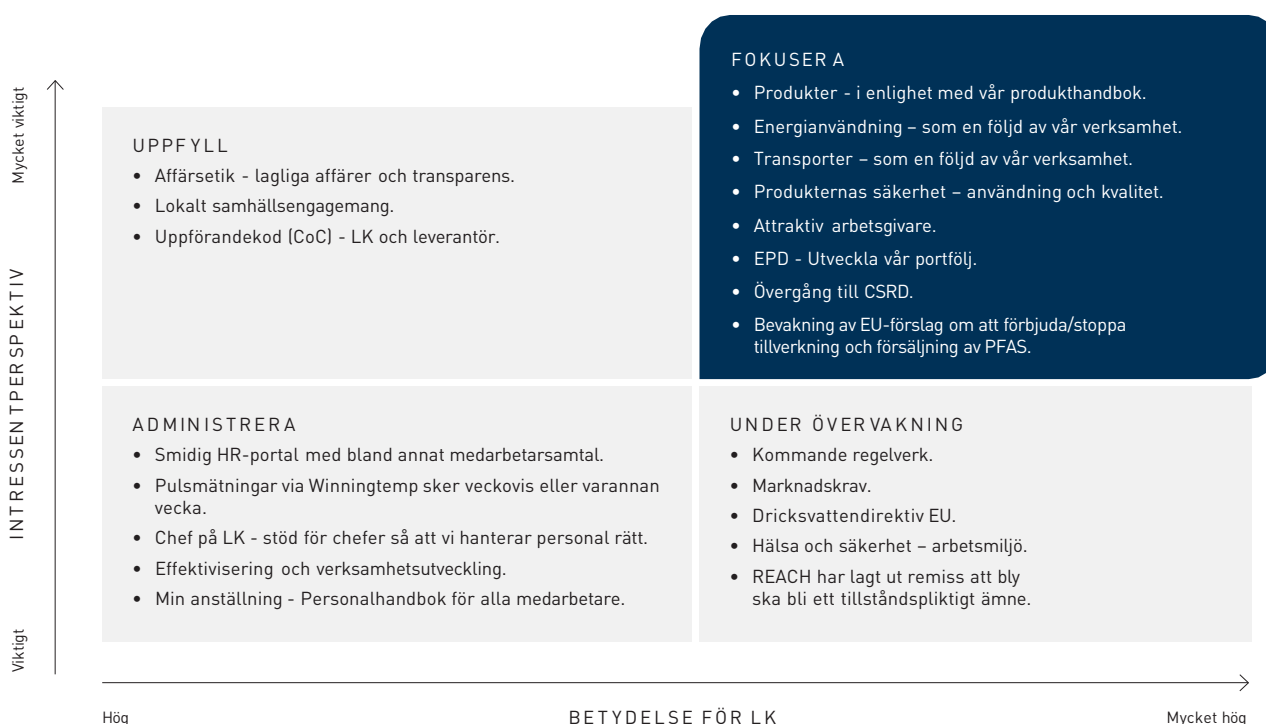 FOKUSERA
• Produkter - i enlighet med vår produkthandbok.
• Energianvändning – som en följd av vår verksamhet.
• Transporter – som en följd av vår verksamhet.
• Produkternas säkerhet – användning och kvalitet.
• Attraktiv arbetsgivare.
• EPD - Utveckla vår portfölj.
• Övergång till CSRD.
• Bevakning av EU-förslag om att förbjuda/stoppa
tillverkning och försäljning av PFAS.
Mycket viktigt
UPPFYLL
• Affärsetik - lagliga affärer och transparens.
• Lokalt samhällsengagemang.
• Uppförandekod (CoC) - LK och leverantör.
INTRESSENTPERSPEKTIV
ADMINISTRERA
• Smidig HR-portal med bland annat medarbetarsamtal.
• Pulsmätningar via Winningtemp sker veckovis eller varannan
vecka.
• Chef på LK - stöd för chefer så att vi hanterar personal rätt.
• Effektivisering och verksamhetsutveckling.
• Min anställning - Personalhandbok för alla medarbetare.
UNDER ÖVERVAKNING
• Kommande regelverk.
• Marknadskrav.
• Dricksvattendirektiv EU.
• Hälsa och säkerhet – arbetsmiljö.
• REACH har lagt ut remiss att bly
ska bli ett tillståndspliktigt ämne.
Viktigt
Hög
BETYDELSE FÖR LK
Mycket hög